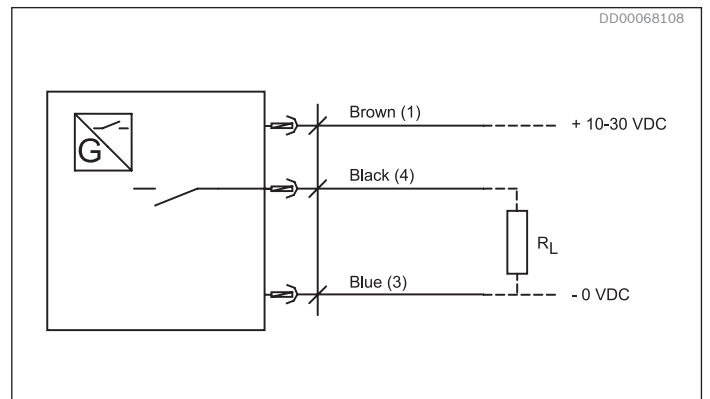 DD00068108
Brown (1)
+ 10-30 VDC
G
Black (4)
RL
Blue (3)
- 0 VDC